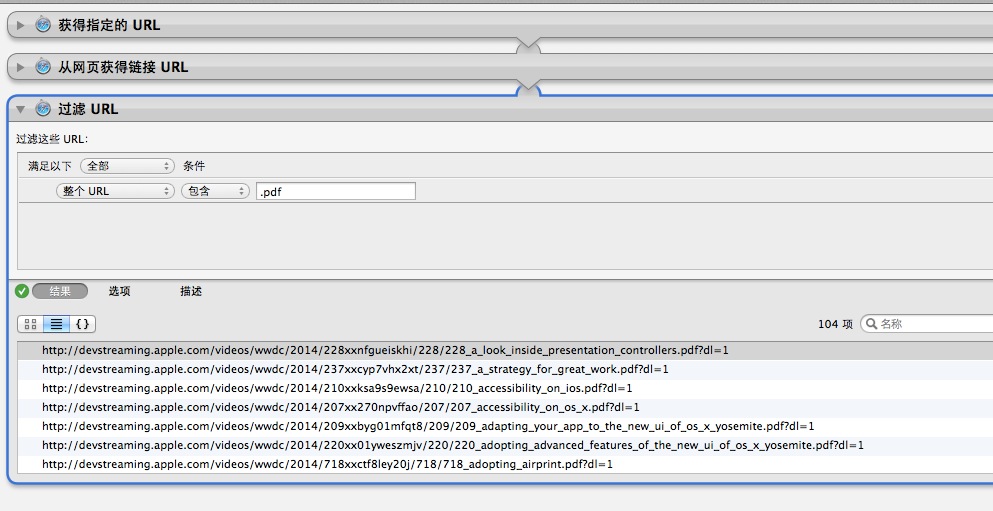 获得指定的 URL
从网页获得链接 URL
过滤 URL
过滤这些 URL:
满足以下 全部 条件
整个 URL 包含 .pdf
结果 选项 描述
{} 104 项 名称
http://devstreaming.apple.com/videos/wwdc/2014/228xxnfgueiskhi/228/228_a_look_inside_presentation_controllers.pdf?dl=1
http://devstreaming.apple.com/videos/wwdc/2014/237xxcyp7vhx2xt/237/237_a_strategy_for_great_work.pdf?dl=1
http://devstreaming.apple.com/videos/wwdc/2014/210xxksa9s9ewsa/210/210_accessibility_on_ios.pdf?dl=1
http://devstreaming.apple.com/videos/wwdc/2014/207xx270npvffao/207/207_accessibility_on_os_x.pdf?dl=1
http://devstreaming.apple.com/videos/wwdc/2014/209xxbyg01mfqt8/209/209_adapting_your_app_to_the_new_ui_of_os_x_yosemite.pdf?dl=1
http://devstreaming.apple.com/videos/wwdc/2014/220xx01yweszmjv/220/220_adopting_advanced_features_of_the_new_ui_of_os_x_yosemite.pdf?dl=1
http://devstreaming.apple.com/videos/wwdc/2014/718xxctf8ley20j/718/718_adopting_airprint.pdf?dl=1